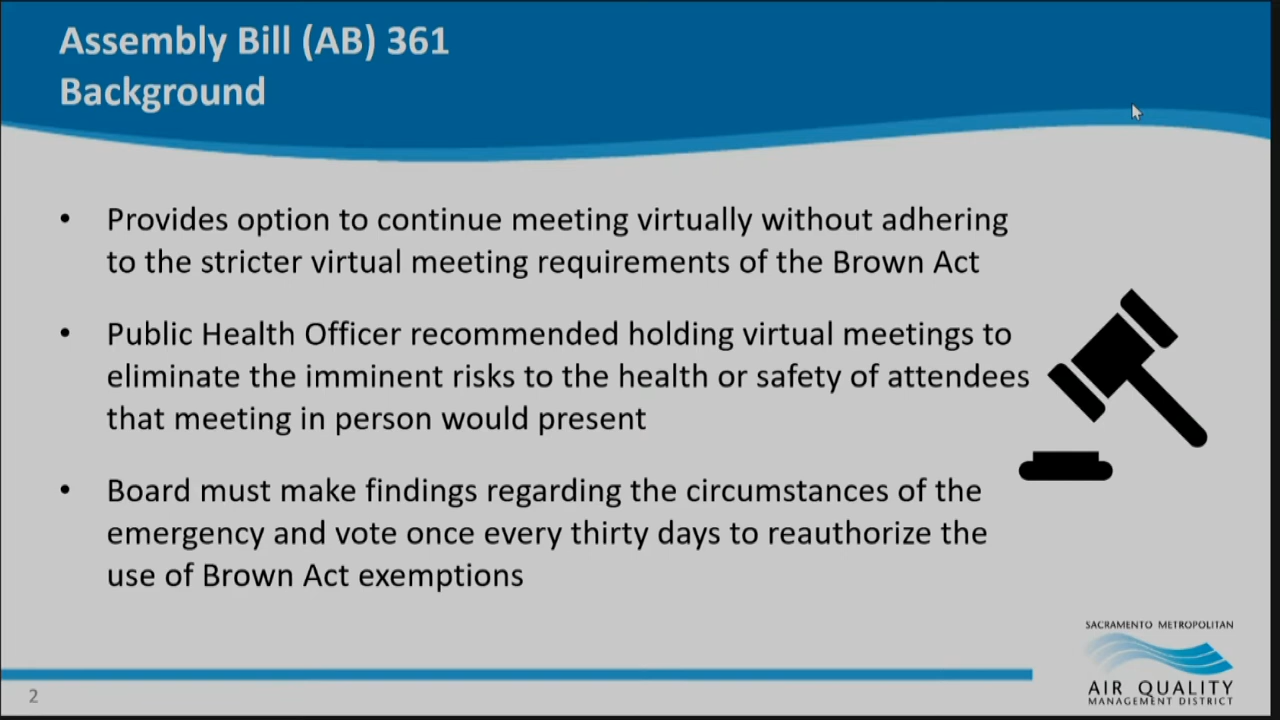 Assembly Bill (AB) 361
Background
• Provides option to continue meeting virtually without adhering
to the stricter virtual meeting requirements of the Brown Act
• Public Health Officer recommended holding virtual meetings to
eliminate the imminent risks to the health or safety of attendees
that meeting in person would present
• Board must make findings regarding the circumstances of the
emergency and vote once every thirty days to reauthorize the
use of Brown Act exemptions
SACRAMENTO METROPOLITAN
AIR QUALITY
MANAGEMENT DISTRICT
2